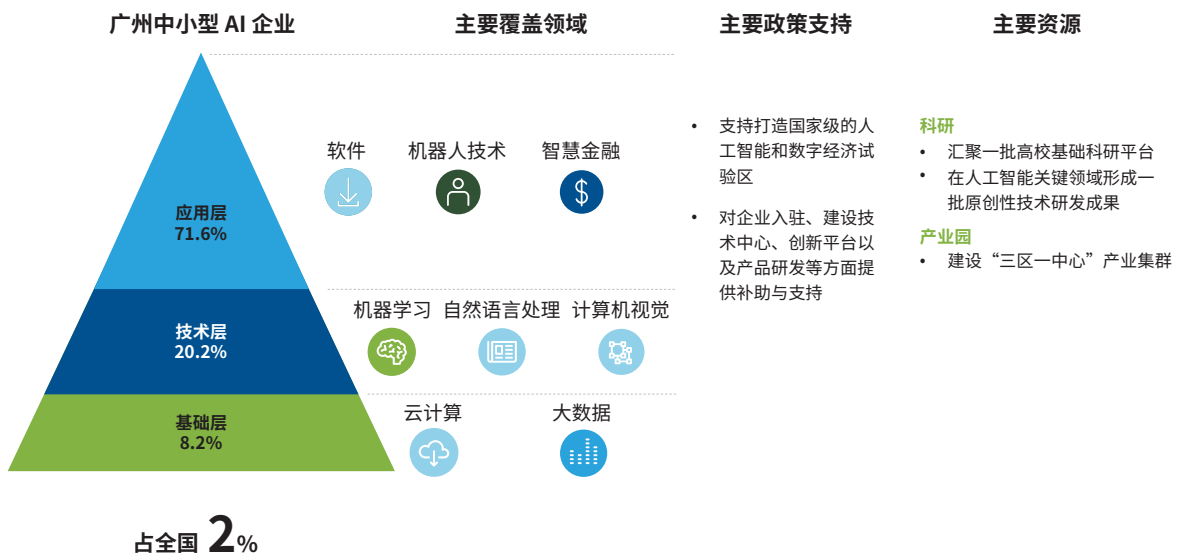 广州中小型 AI 企业
主要覆盖领域
主要政策支持
主要资源
应用层
71.6%
技术层
20.2%
基础层
8.2%
占全国 2%
软件
机器人技术
智慧金融
机器学习
自然语言处理
计算机视觉
云计算
大数据
• 支持打造国家级的人
工智能和数字经济试
验区
• 对企业入驻、建设技
术中心、创新平台以
及产品研发等方面提
供补助与支持
科研
• 汇聚一批高校基础科研平台
• 在人工智能关键领域形成一
批原创性技术研发成果
产业园
• 建设“三区一中心”产业集群